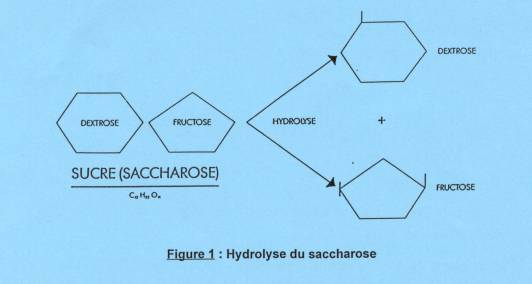 DEXTROSE
DEXTROSE
FRUCTOSE
HYDROLYSE
+
SUCRE (SACCHAROSE)
FRUCTOSE
Figure 1 : Hydrolyse du saccharose